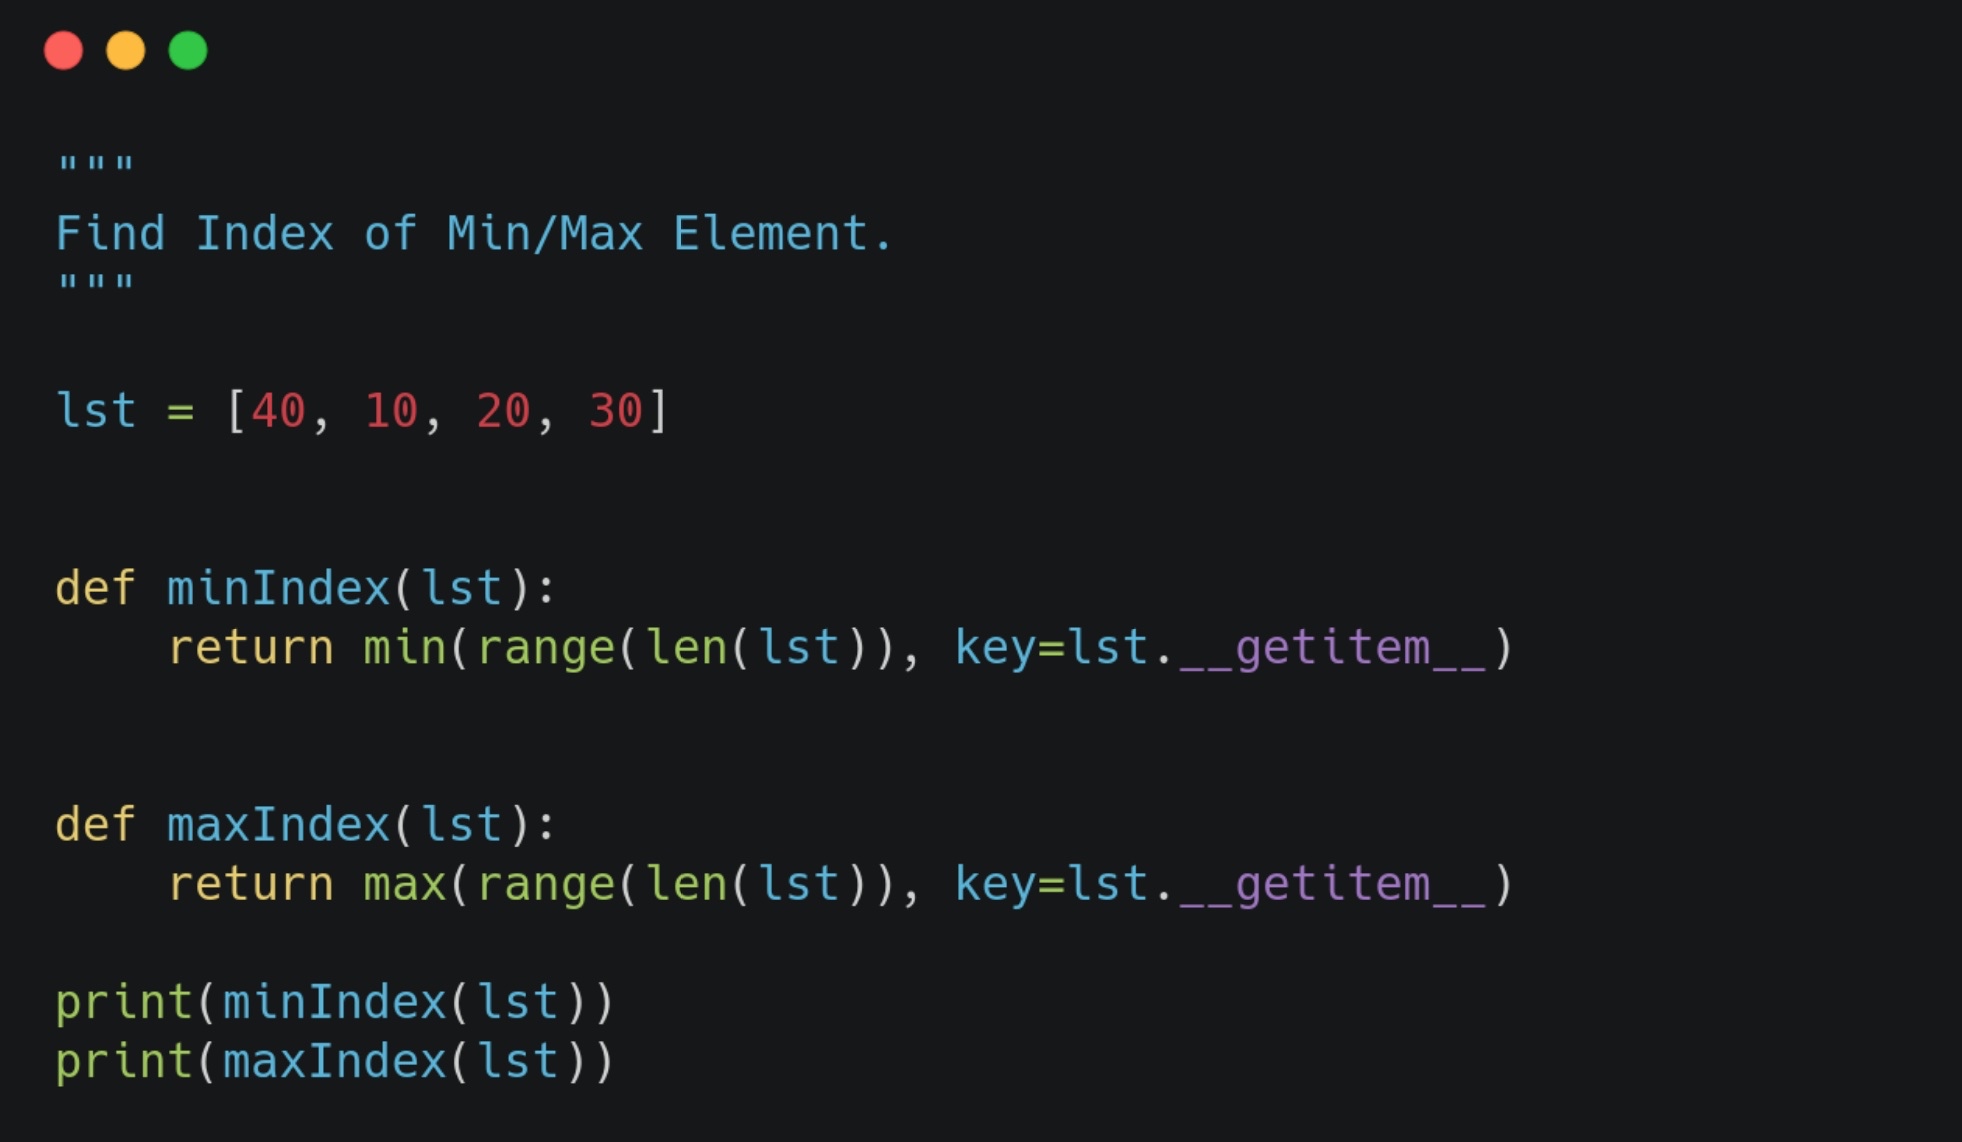 """
Find Index of Min/Max Element.
"""
lst = [40, 10, 20, 30]
def minIndex(lst):
    return min(range(len(lst)), key=lst.__getitem__)
def maxIndex(lst):
    return max(range(len(lst)), key=lst.__getitem__)
print(minIndex(lst))
print(maxIndex(lst))